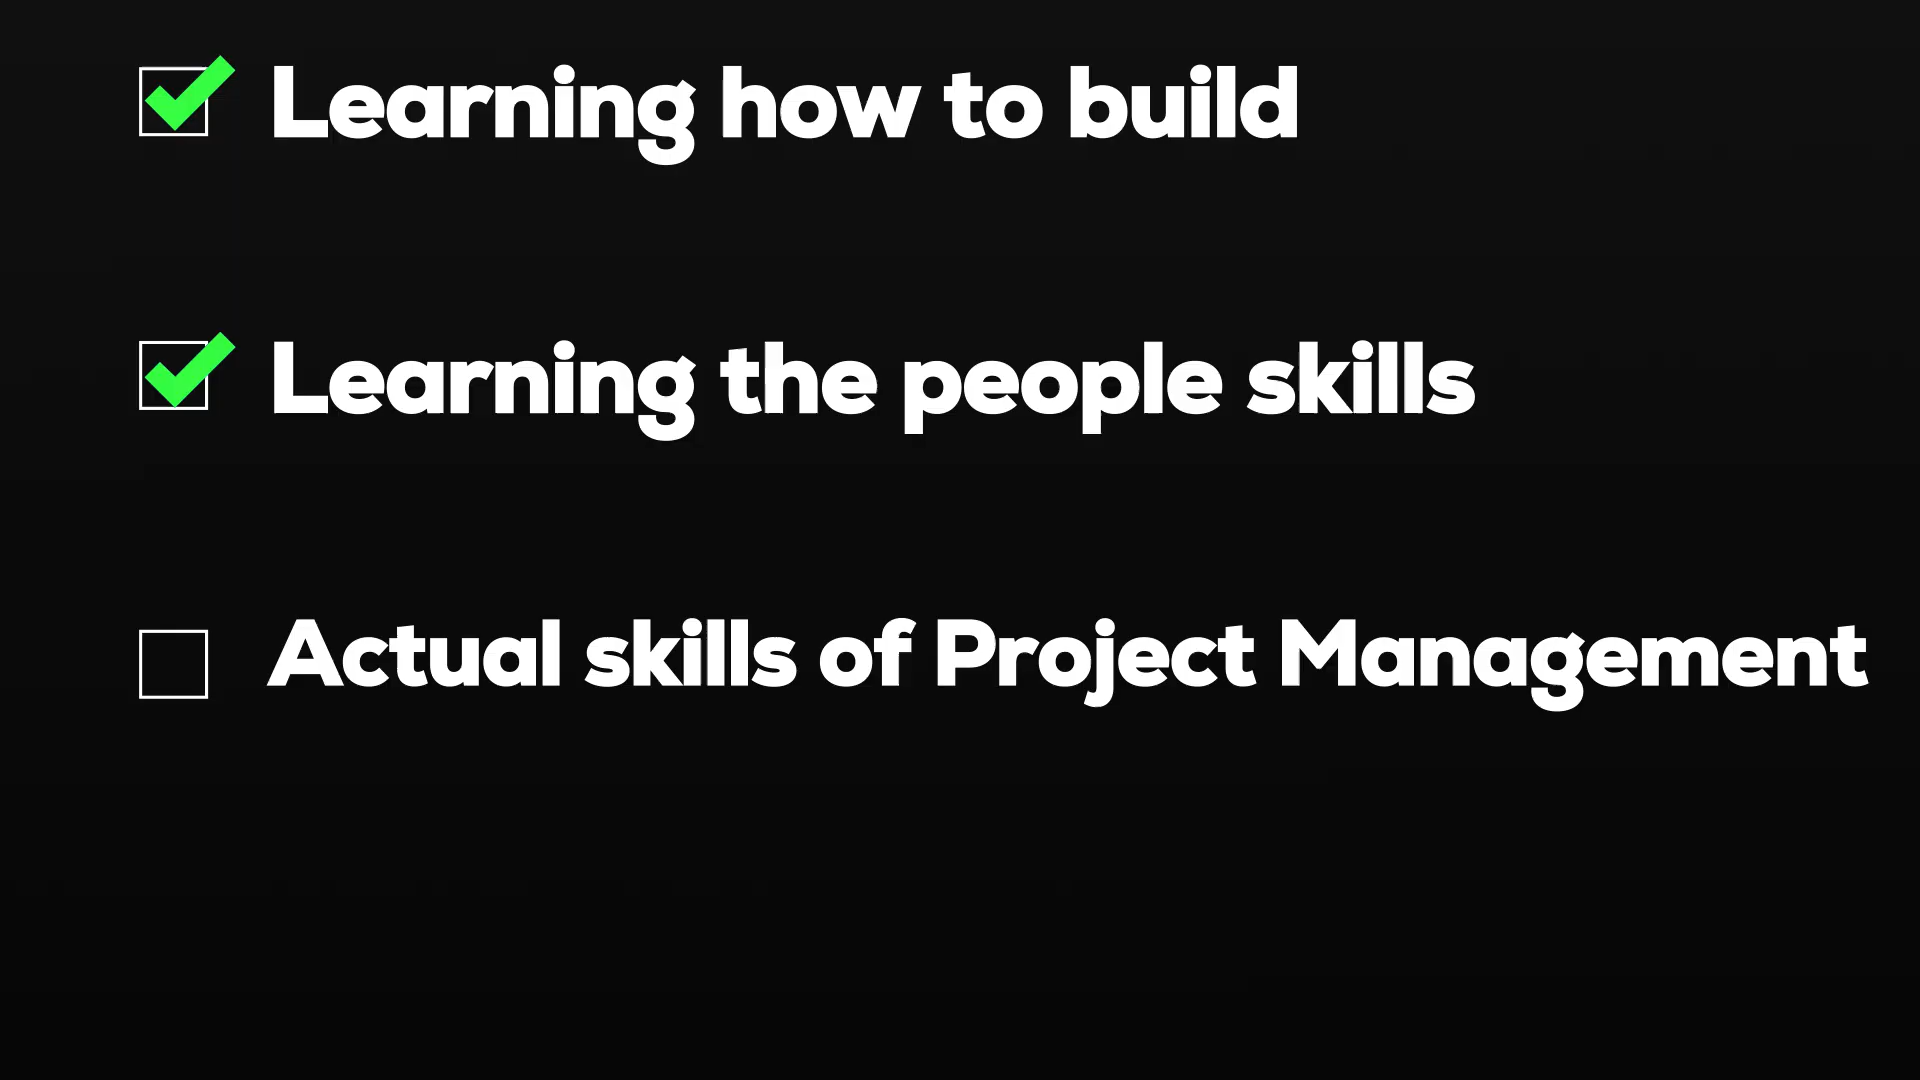 Learning how to build
Learning the people skills
Actual skills of Project Management